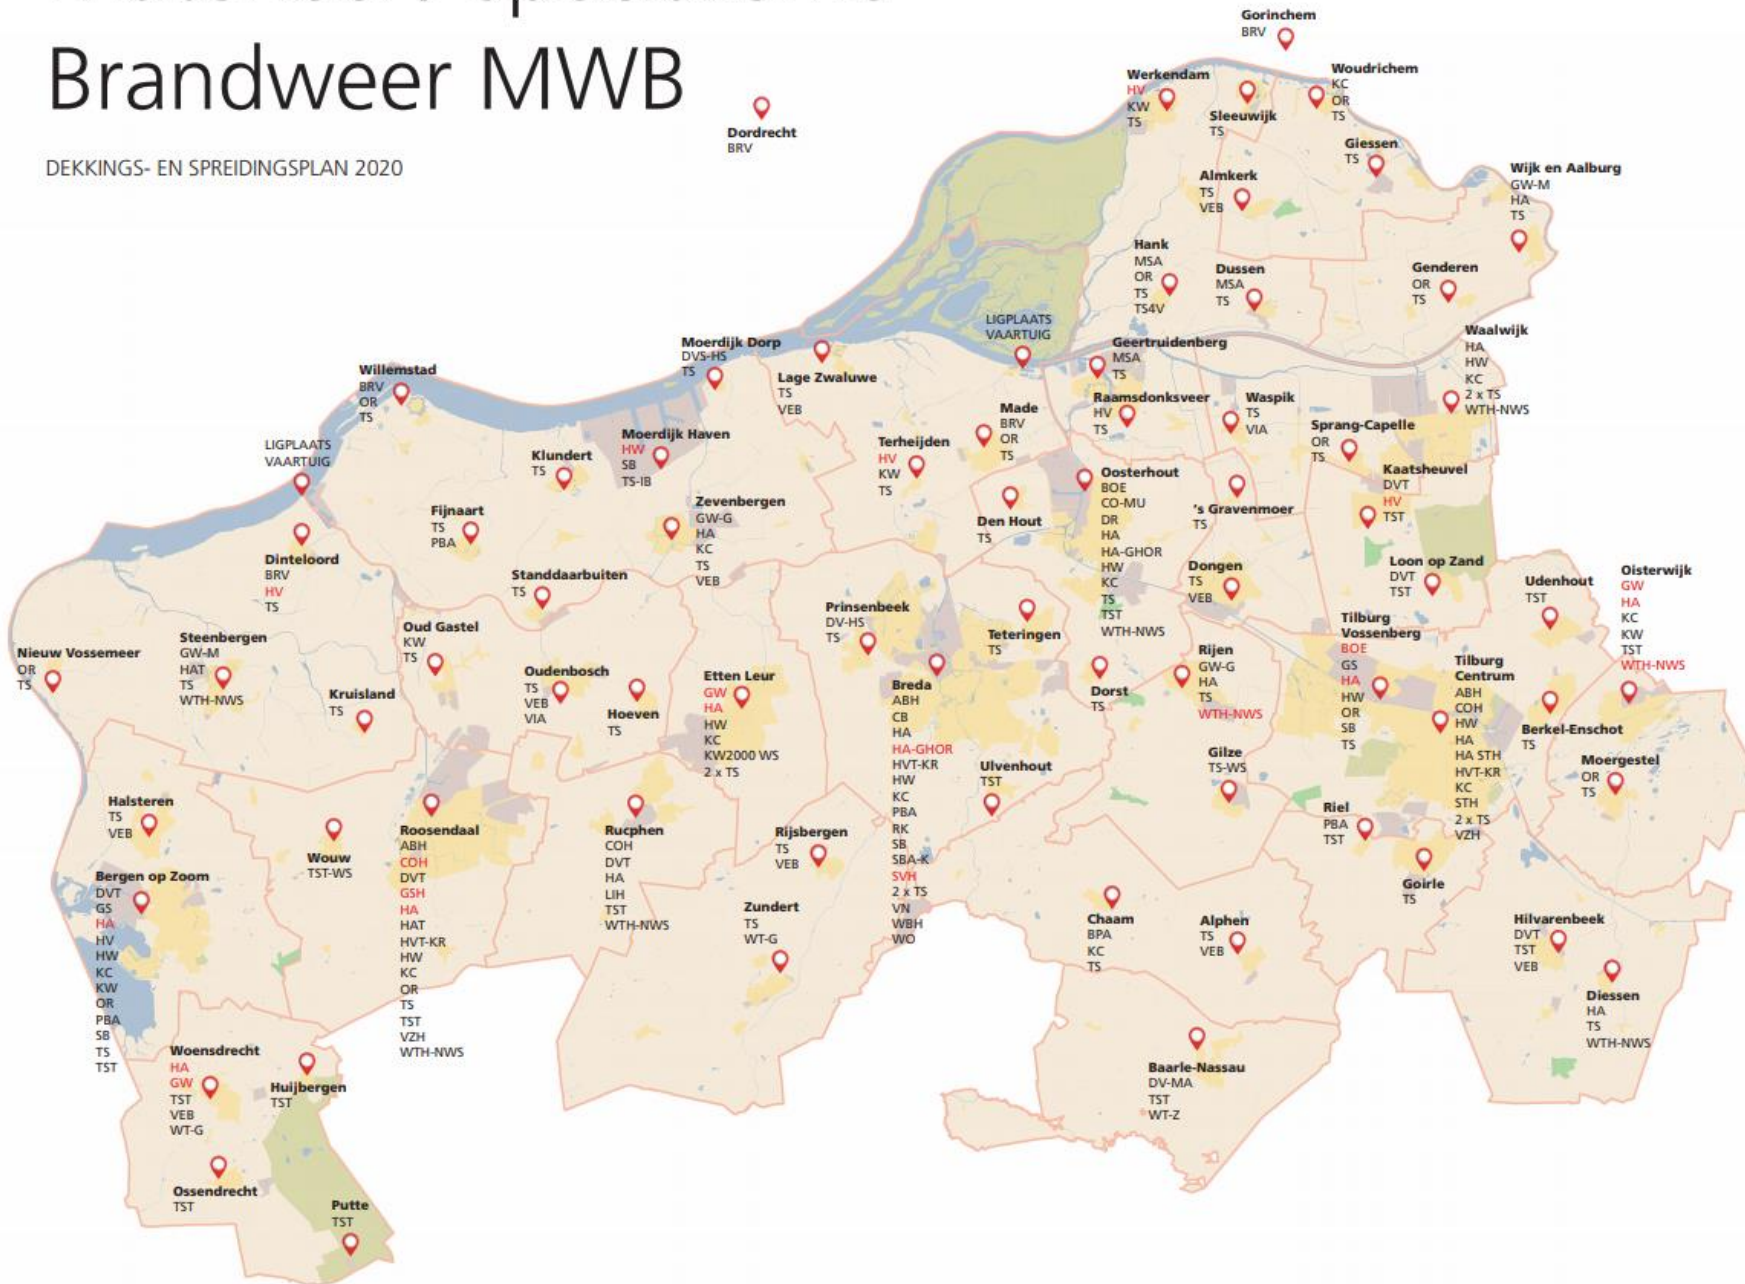 Brandweer MWB
DEKKINGS- EN SPREIDINGSPLAN 2020
Gorinchem
BRV
Dordrecht
BRV
Werkendam
HV
KW
TS
Sleeuwijk
TS
Woudrichem
KC
OR
TS
Giessen
TS
Almkerk
TS
VEB
Wijk en Aalburg
GW-M
HA
TS
Hank
MSA
OR
TS
TS4V
Dussen
MSA
TS
Genderen
OR
TS
LIGPLAATS
VAARTUIG
Geertruidenberg
MSA
TS
Waalwijk
HA
HW
KC
2 x TS
WTH-NWS
Moerdijk Dorp
DVS-HS
TS
Lage Zwaluwe
TS
VEB
Willemstad
BRV
OR
TS
Raamsdonksveer
HV
TS
Waspik
TS
VIA
Made
BRV
OR
TS
Sprang-Capelle
OR
TS
LIGPLAATS
VAARTUIG
Moerdijk Haven
HW
SB
TS-IB
Klundert
TS
Terheijden
HV
KW
TS
Kaatsheuvel
DVT
HV
TST
Oosterhout
BOE
CO-MU
DR
HA
HA-GHOR
HW
KC
TS
TST
WTH-NWS
Zevenbergen
GW-G
HA
KC
TS
VEB
Fijnaart
TS
PBA
Den Hout
TS
's Gravenmoer
TS
Dinteloord
BRV
HV
TS
Standdaarbuiten
TS
Dongen
TS
VEB
Loon op Zand
DVT
TST
Udenhout
TST
Oisterwijk
GW
HA
KC
KW
TST
WTH-NWS
Prinsenbeek
DV-HS
TS
Teteringen
TS
Tilburg
Vossenberg
BOE
GS
HA
HW
OR
SB
TS
Tilburg
Centrum
ABH
COH
HW
HA
HA STH
HVT-KR
KC
STH
2 x TS
VZH
Nieuw Vossemeer
OR
TS
Steenbergen
GW-M
HAT
TS
WTH-NWS
Oud Gastel
KW
TS
Kruisland
TS
Oudenbosch
TS
VEB
VIA
Hoeven
TS
Etten Leur
GW
HA
HW
KC
KW2000 WS
2 x TS
Breda
ABH
CB
HA
HA-GHOR
HVT-KR
HW
KC
PBA
RK
SB
SBA-K
SVH
2 x TS
VN
WBH
WO
Dorst
TS
Rijen
GW-G
HA
TS
WTH-NWS
Berkel-Enschot
TS
Gilze
TS-WS
Ulvenhout
TST
Moergestel
OR
TS
Halsteren
TS
VEB
Riel
PBA
TST
Wouw
TST-WS
Roosendaal
ABH
COH
DVT
GSH
HA
HAT
HVT-KR
HW
KC
OR
TS
TST
VZH
WTH-NWS
Rucphen
COH
DVT
HA
LIH
TST
WTH-NWS
Rijsbergen
TS
VEB
Goirle
TS
Bergen op Zoom
DVT
GS
HA
HV
HW
KC
KW
OR
PBA
SB
TS
TST
Zundert
TS
WT-G
Chaam
BPA
KC
TS
Alphen
TS
VEB
Hilvarenbeek
DVT
TST
VEB
Diessen
HA
TS
WTH-NWS
Woensdrecht
HA
GW
TST
VEB
WT-G
Huijbergen
TST
Baarle-Nassau
DV-MA
TST
WT-Z
Ossendrecht
TST
Putte
TST